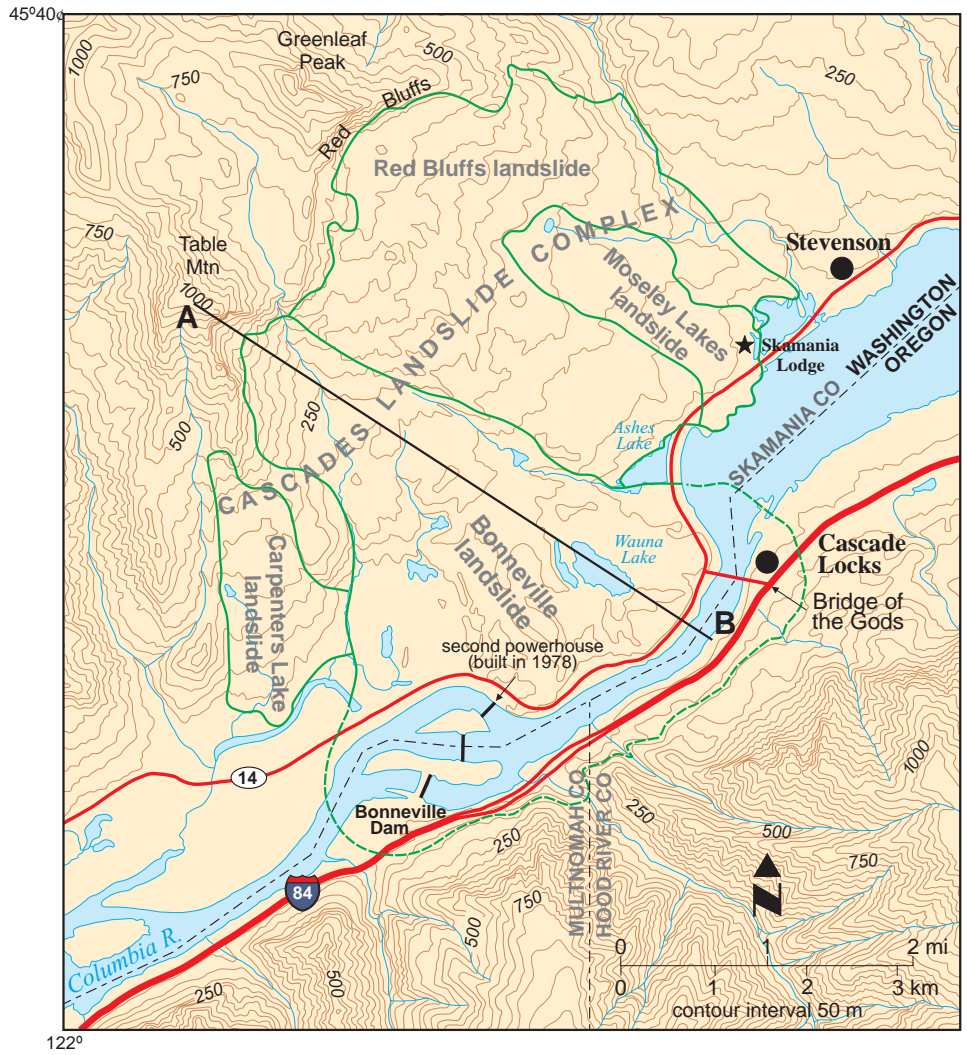 45º40¢
1000
Greenleaf
Peak
500
750
250
Red Bluffs
Red Bluffs landslide
CASCADES LANDSLIDE COMPLEX
750
Table
Mtn
1000
A
Stevenson
Moseley Lakes
landslide
Skamania
Lodge
WASHINGTON
OREGON
SKAMANIA CO
500
250
Ashes
Lake
Carpenters Lake
landslide
Bonneville
landslide
Wauna
Lake
Cascade
Locks
Bridge of
the Gods
B
second powerhouse
(built in 1978)
14
Bonneville
Dam
84
Columbia R.
MULTNOMAH CO
HOOD RIVER CO
250
750
500
500
250
1000
250
500
750
N
0 1 2 mi
0 1 2 3 km
contour interval 50 m
122º